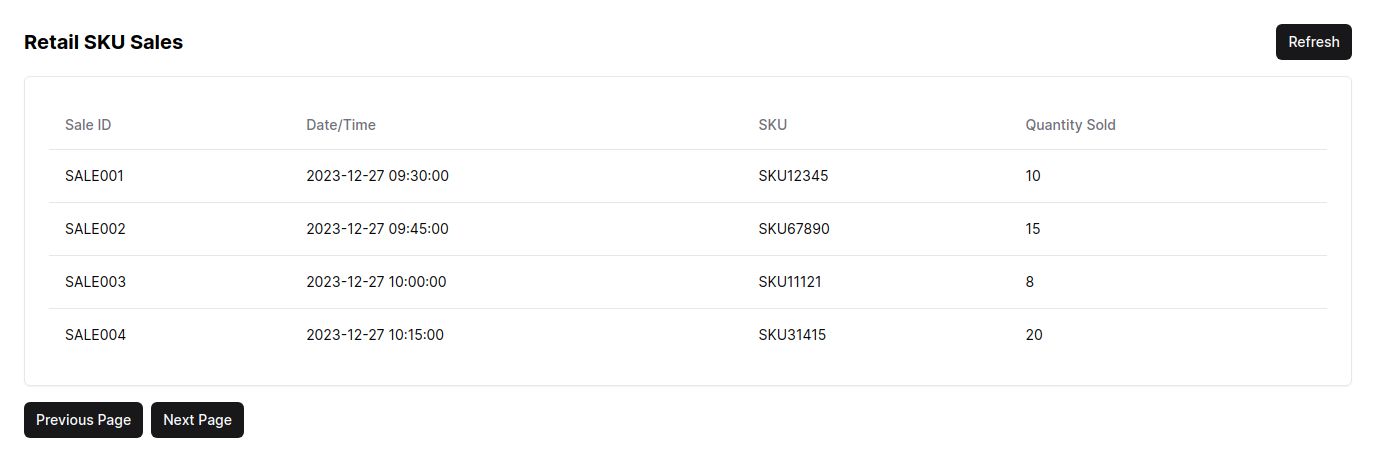 Retail SKU Sales Refresh
Sale ID Date/Time SKU Quantity Sold
SALE001 2023-12-27 09:30:00 SKU12345 10
SALE002 2023-12-27 09:45:00 SKU67890 15
SALE003 2023-12-27 10:00:00 SKU11121 8
SALE004 2023-12-27 10:15:00 SKU31415 20
Previous Page Next Page